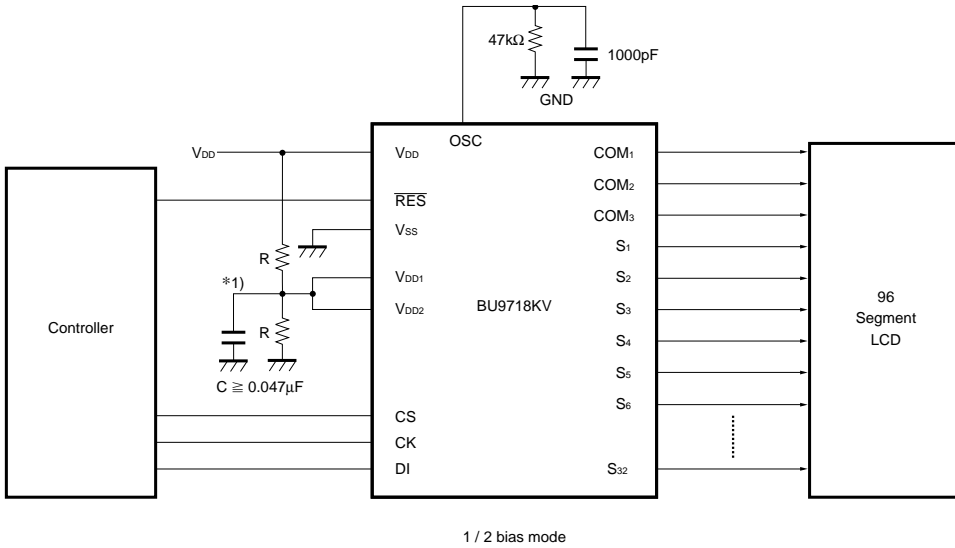 47kΩ
1000pF
GND
OSC
VDD
VDD
RES
VSS
R
*1)
VDD1
VDD2
R
C ≧ 0.047μF
CS
CK
DI
Controller
BU9718KV
COM1
COM2
COM3
S1
S2
S3
S4
S5
S6
S32
96
Segment
LCD
1 / 2 bias mode